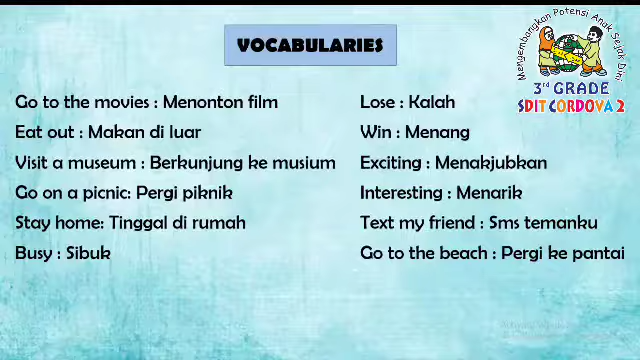 VOCABULARIES
Mengembangkan Potensi Anak Sejak Dini
3rd GRADE
SDIT CORDOVA 2
Go to the movies : Menonton film
Eat out : Makan di luar
Visit a museum : Berkunjung ke musium
Go on a picnic: Pergi piknik
Stay home: Tinggal di rumah
Busy : Sibuk
Lose : Kalah
Win : Menang
Exciting : Menakjubkan
Interesting : Menarik
Text my friend : Sms temanku
Go to the beach : Pergi ke pantai